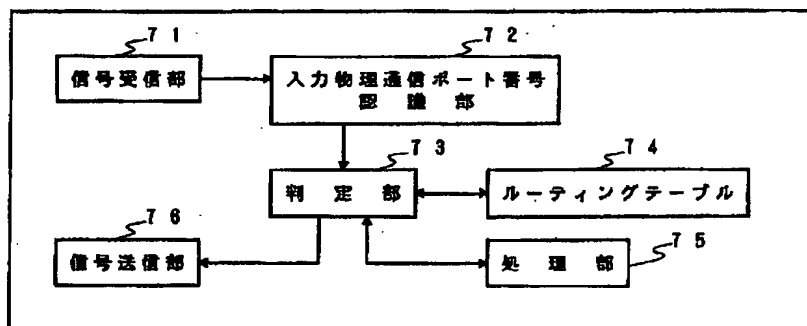 ７１
７２
信号受信部
入力物理通信ポート番号
認識部
７３
７４
判定部
ルーティングテーブル
７６
信号送信部
処理部
７５